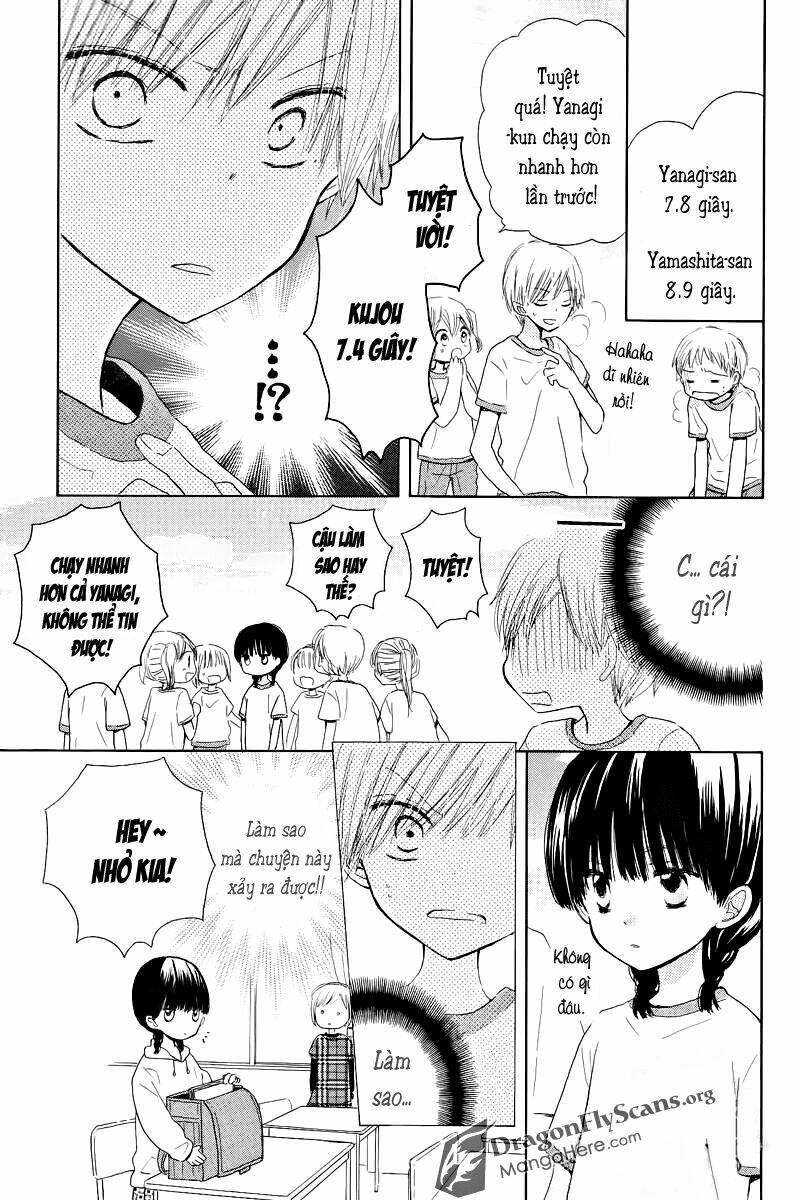 Yanagi-san
7.8 giây.
Yamashita-san
8.9 giây.
Tuyệt
quá! Yanagi
-kun chạy còn
nhanh hơn
lần trước!
Hahaha
dĩ nhiên
rồi!
TUYỆT
VỜI!
KUJOU
7.4 GIÂY!
...!?
C... cái
gì?!
TUYỆT!
CẬU LÀM
SAO HAY
THẾ?
CHẠY NHANH
HƠN CẢ YANAGI,
KHÔNG THỂ TIN
ĐƯỢC!
Không
có gì
đâu.
Làm sao
mà chuyện này
xảy ra được!!
Làm
sao...
HEY~
NHỎ KIA!
DragonFlyScans.org
MangaHere.com